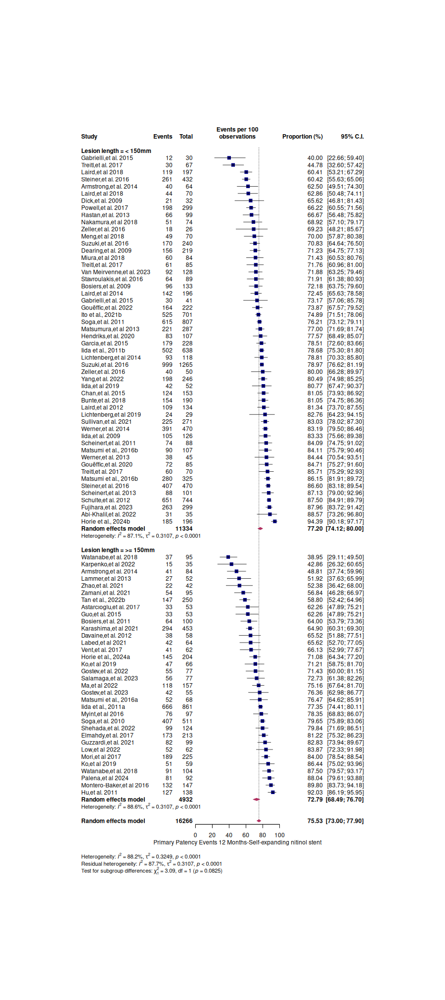 Events per 100
Study Events Total observations Proportion (%) 95% C.I.
Lesion length = < 150mm
Gabrielli,et al. 2015 12 30 40.00 [22.66; 59.40]
Treitl,et al. 2017 30 67 44.78 [32.60; 57.42]
Laird,et al 2018 119 197 60.41 [53.21; 67.29]
Steiner,et al. 2016 261 432 60.42 [55.63; 65.06]
Armstrong,et al. 2014 40 64 62.50 [49.51; 74.30]
Laird,et al 2018 44 70 62.86 [50.48; 74.11]
Dick,et al. 2009 21 32 65.62 [46.81; 81.43]
Powell,et al. 2017 198 299 66.22 [60.55; 71.56]
Rastan,et al. 2013 66 99 66.67 [56.48; 75.82]
Nakamura,et al 2018 51 74 68.92 [57.10; 79.17]
Zeller,et al. 2016 18 26 69.23 [48.21; 85.67]
Meng,et al 2018 49 70 70.00 [57.87; 80.38]
Suzuki,et al. 2016 170 240 70.83 [64.64; 76.50]
Dearing,et al. 2009 156 219 71.23 [64.75; 77.13]
Miura,et al 2018 60 84 71.43 [60.53; 80.76]
Treitl,et al. 2017 61 85 71.76 [60.96; 81.00]
Van Meirvenne,et al. 2023 92 128 71.88 [63.25; 79.46]
Stavroulakis,et al. 2016 64 89 71.91 [61.38; 80.93]
Bosiers,et al. 2009 96 133 72.18 [63.75; 79.60]
Laird,et al 2014 142 196 72.45 [65.63; 78.58]
Gabrielli,et al. 2015 30 41 73.17 [57.06; 85.78]
Gouëffic,et al. 2022 164 222 73.87 [67.57; 79.52]
Ito et al., 2021b 525 701 74.89 [71.51; 78.06]
Soga,et al. 2011 615 807 76.21 [73.12; 79.11]
Matsumura,et al 2013 221 287 77.00 [71.69; 81.74]
Hendriks,et al. 2020 83 107 77.57 [68.49; 85.07]
Garcia,et al. 2015 179 228 78.51 [72.60; 83.66]
Iida et al., 2011b 502 638 78.68 [75.30; 81.80]
Lichtenberg,et al 2014 93 118 78.81 [70.33; 85.80]
Suzuki,et al. 2016 999 1265 78.97 [76.62; 81.19]
Zeller,et al. 2016 40 50 80.00 [66.28; 89.97]
Yang,et al. 2022 198 246 80.49 [74.98; 85.25]
Iida,et al 2019 42 52 80.77 [67.47; 90.37]
Chan,et al. 2015 124 153 81.05 [73.93; 86.92]
Bunte,et al. 2018 154 190 81.05 [74.75; 86.36]
Laird,et al 2012 109 134 81.34 [73.70; 87.55]
Lichtenberg,et al 2019 24 29 82.76 [64.23; 94.15]
Sullivan,et al. 2021 225 271 83.03 [78.02; 87.30]
Werner,et al. 2014 391 470 83.19 [79.50; 86.46]
Iida,et al. 2009 105 126 83.33 [75.66; 89.38]
Scheinert,et al. 2011 74 88 84.09 [74.75; 91.02]
Matsumi et al., 2016b 90 107 84.11 [75.79; 90.46]
Werner,et al. 2013 38 45 84.44 [70.54; 93.51]
Gouëffic,et al. 2020 72 85 84.71 [75.27; 91.60]
Treitl,et al. 2017 60 70 85.71 [75.29; 92.93]
Matsumi et al., 2016b 280 325 86.15 [81.91; 89.72]
Steiner,et al. 2016 407 470 86.60 [83.18; 89.54]
Scheinert,et al. 2013 88 101 87.13 [79.00; 92.96]
Schulte,et al. 2012 651 744 87.50 [84.91; 89.79]
Fujihara,et al. 2023 263 299 87.96 [83.72; 91.42]
Abi-Khalil,et al. 2022 31 35 88.57 [73.26; 96.80]
Horie et al., 2024b 185 196 94.39 [90.18; 97.17]
Random effects model 11334 77.20 [74.12; 80.00]
Heterogeneity: I² = 87.1%, τ² = 0.3107, p < 0.0001
Lesion length = >= 150mm
Watanabe,et al. 2018 37 95 38.95 [29.11; 49.50]
Karpenko,et al 2022 15 35 42.86 [26.32; 60.65]
Armstrong,et al. 2014 41 84 48.81 [37.74; 59.96]
Lammer,et al 2013 27 52 51.92 [37.63; 65.99]
Zhao,et al. 2021 22 42 52.38 [36.42; 68.00]
Zamani,et al. 2021 54 95 56.84 [46.28; 66.97]
Tan et al., 2022b 147 250 58.80 [52.42; 64.96]
Astarcıoglu,et al. 2017 33 53 62.26 [47.89; 75.21]
Guo,et al. 2015 33 53 62.26 [47.89; 75.21]
Bosiers,et al. 2011 64 100 64.00 [53.79; 73.36]
Karashima,et al 2021 294 453 64.90 [60.31; 69.30]
Davaine,et al. 2012 38 58 65.52 [51.88; 77.51]
Labed,et al 2021 42 64 65.62 [52.70; 77.05]
Vent,et al. 2017 41 62 66.13 [52.99; 77.67]
Horie et al., 2024a 145 204 71.08 [64.34; 77.20]
Ko,et al 2019 47 66 71.21 [58.75; 81.70]
Gostev,et al. 2022 55 77 71.43 [60.00; 81.15]
Salamaga,et al. 2023 56 77 72.73 [61.38; 82.26]
Ma,et al 2022 118 157 75.16 [67.64; 81.70]
Gostev,et al. 2023 42 55 76.36 [62.98; 86.77]
Matsumi et al., 2016a 52 68 76.47 [64.62; 85.91]
Iida et al., 2011a 666 861 77.35 [74.41; 80.11]
Myint,et al 2016 76 97 78.35 [68.83; 86.07]
Soga,et al. 2010 407 511 79.65 [75.89; 83.06]
Shehada,et al. 2022 99 124 79.84 [71.69; 86.51]
Elmahdy,et al. 2017 173 213 81.22 [75.32; 86.23]
Guzzardi,et al. 2021 82 99 82.83 [73.94; 89.67]
Low,et al 2022 52 62 83.87 [72.33; 91.98]
Mori,et al 2017 189 225 84.00 [78.54; 88.54]
Ko,et al 2019 51 59 86.44 [75.02; 93.96]
Watanabe,et al. 2018 91 104 87.50 [79.57; 93.17]
Palena,et al 2024 81 92 88.04 [79.61; 93.88]
Montero-Baker,et al 2016 132 147 89.80 [83.73; 94.18]
Hu,et al. 2011 127 138 92.03 [86.19; 95.95]
Random effects model 4932 72.79 [68.49; 76.70]
Heterogeneity: I² = 88.6%, τ² = 0.3107, p < 0.0001
Random effects model 16266 75.53 [73.00; 77.90]
0 20 40 60 80 100
Primary Patency Events 12 Months-Self-expanding nitinol stent
Heterogeneity: I² = 88.2%, τ² = 0.3249, p < 0.0001
Residual heterogeneity: I² = 87.7%, τ² = 0.3107, p < 0.0001
Test for subgroup differences: χ²₁ = 3.09, df = 1 (p = 0.0825)